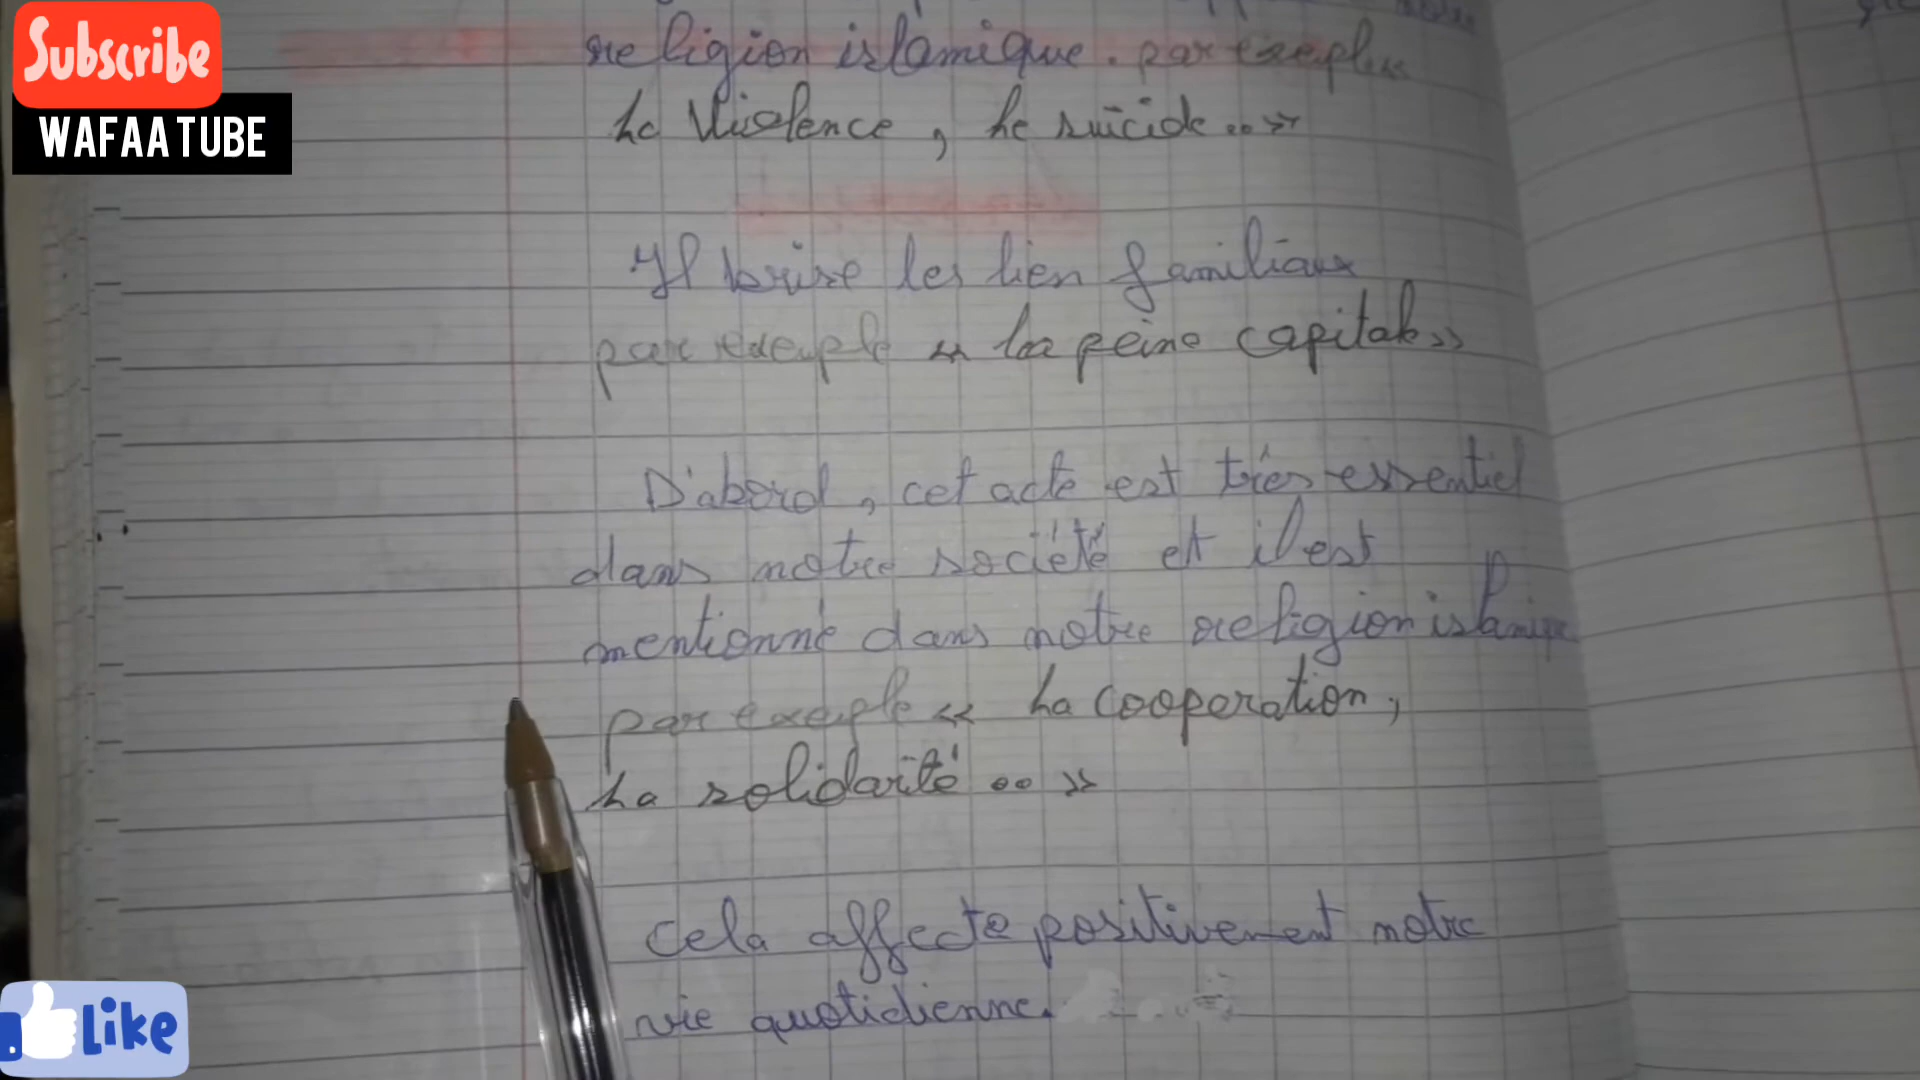 Subscribe
WAFAA TUBE
religion islamique. par exemple
La Violence, Le suicide..»
Il brise les lien familiaux
par exemple « La peine capitale»
D'abord, cet acte est très essentiel
dans notre société et il est
mentionné dans notre religion islamique
par exemple « La cooperation,
La solidarité .. »
Cela affecte positivement notre
vie quotidienne.
Like